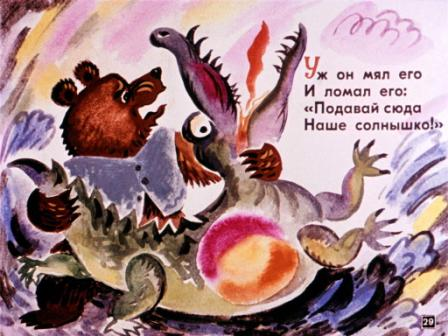 Уж он мял его
И ломал его:
«Подавай сюда
Наше солнышко!»
29